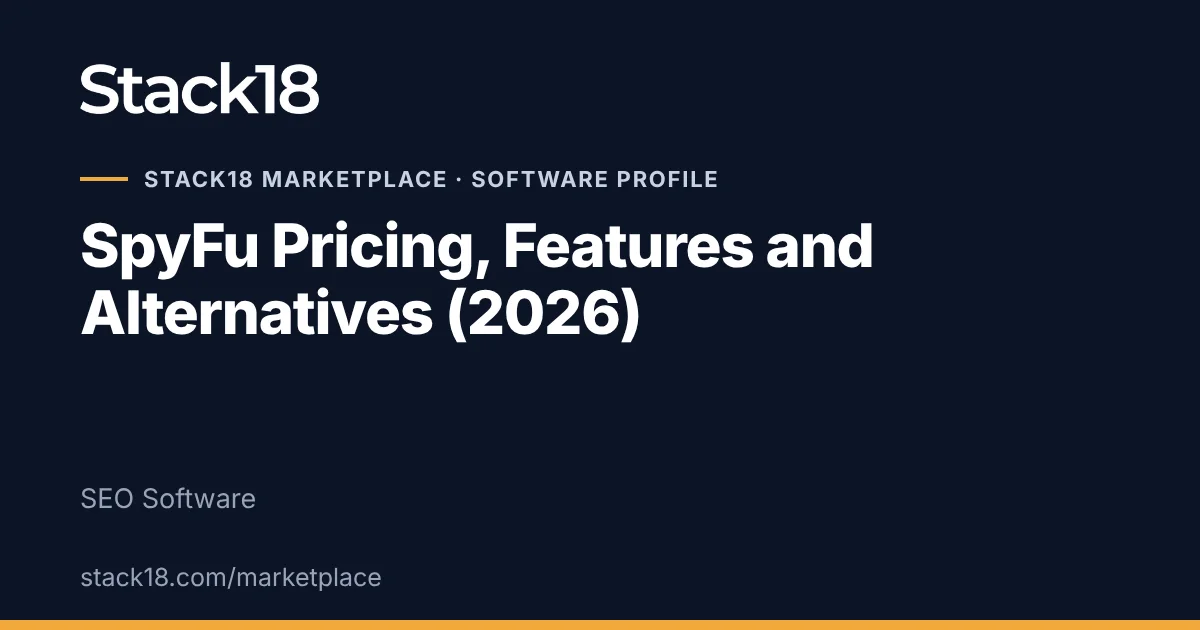 Stack18
STACK18 MARKETPLACE · SOFTWARE PROFILE
SpyFu Pricing, Features and
Alternatives (2026)
SEO Software
stack18.com/marketplace